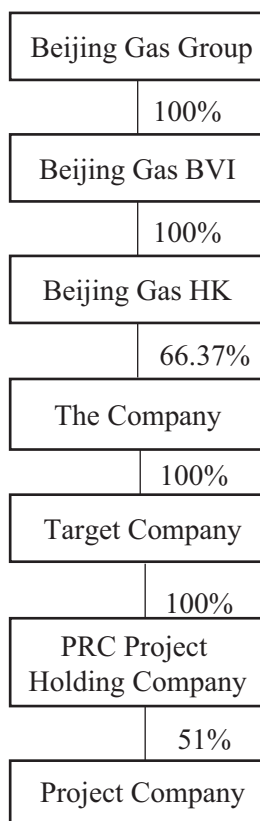 Beijing Gas Group
100%
Beijing Gas BVI
100%
Beijing Gas HK
66.37%
The Company
100%
Target Company
100%
PRC Project
Holding Company
51%
Project Company